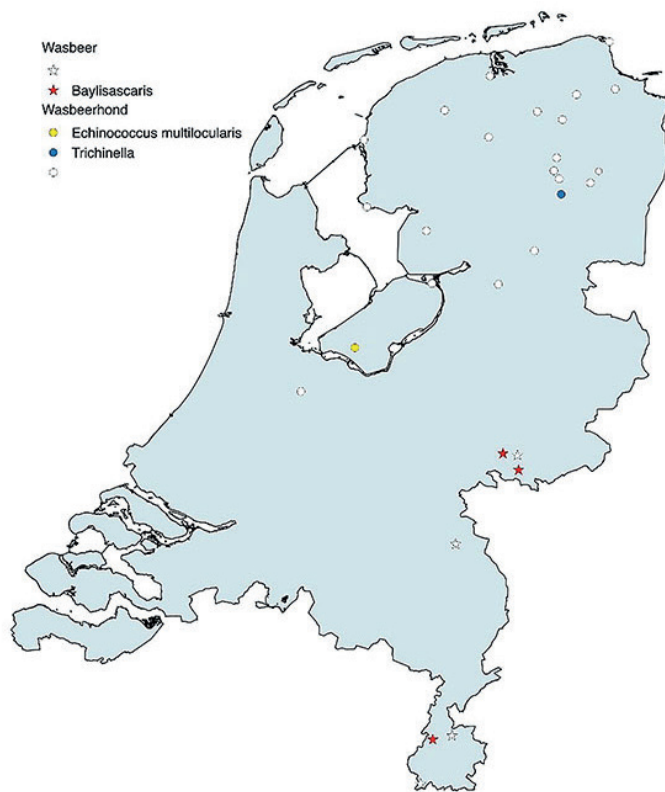 Wasbeer
Baylisascaris
Wasbeerhond
Echinococcus multilocularis
Trichinella